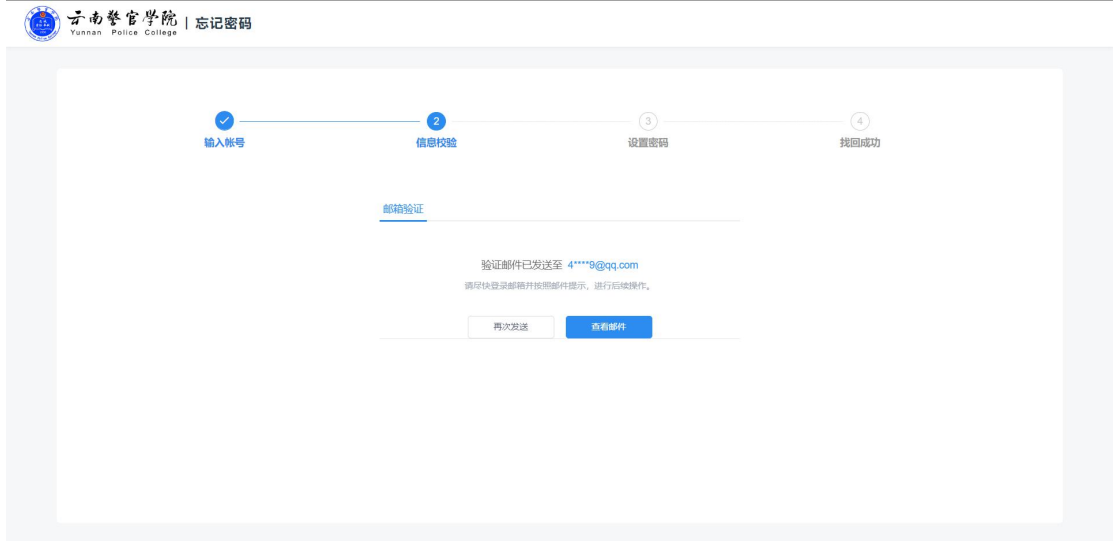 云南警官学院 | 忘记密码
Yunnan Police College
2
3
4
输入帐号
信息校验
设置密码
找回成功
邮箱验证
验证邮件已发送至 4****9@qq.com
请尽快登录邮箱并按照邮件提示，进行后续操作。
再次发送
查看邮件